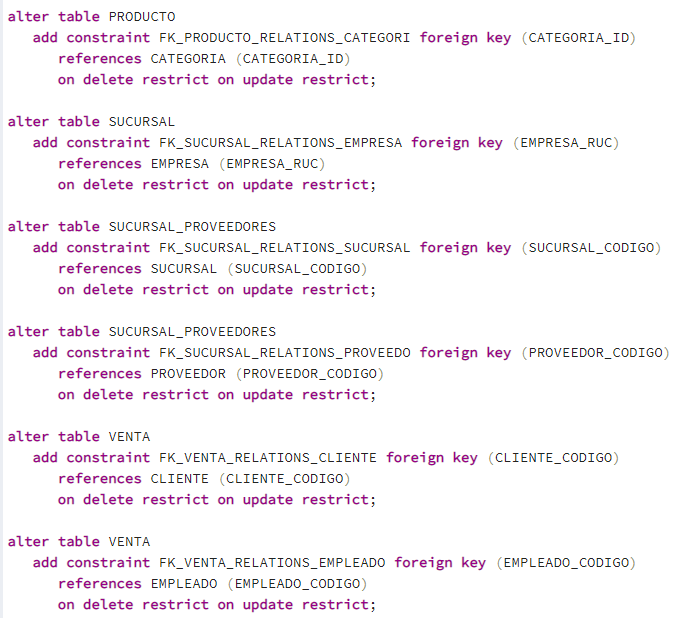 alter table PRODUCTO
add constraint FK_PRODUCTO_RELATIONS_CATEGORI foreign key (CATEGORIA_ID)
references CATEGORIA (CATEGORIA_ID)
on delete restrict on update restrict;
alter table SUCURSAL
add constraint FK_SUCURSAL_RELATIONS_EMPRESA foreign key (EMPRESA_RUC)
references EMPRESA (EMPRESA_RUC)
on delete restrict on update restrict;
alter table SUCURSAL_PROVEEDORES
add constraint FK_SUCURSAL_RELATIONS_SUCURSAL foreign key (SUCURSAL_CODIGO)
references SUCURSAL (SUCURSAL_CODIGO)
on delete restrict on update restrict;
alter table SUCURSAL_PROVEEDORES
add constraint FK_SUCURSAL_RELATIONS_PROVEEDO foreign key (PROVEEDOR_CODIGO)
references PROVEEDOR (PROVEEDOR_CODIGO)
on delete restrict on update restrict;
alter table VENTA
add constraint FK_VENTA_RELATIONS_CLIENTE foreign key (CLIENTE_CODIGO)
references CLIENTE (CLIENTE_CODIGO)
on delete restrict on update restrict;
alter table VENTA
add constraint FK_VENTA_RELATIONS_EMPLEADO foreign key (EMPLEADO_CODIGO)
references EMPLEADO (EMPLEADO_CODIGO)
on delete restrict on update restrict;